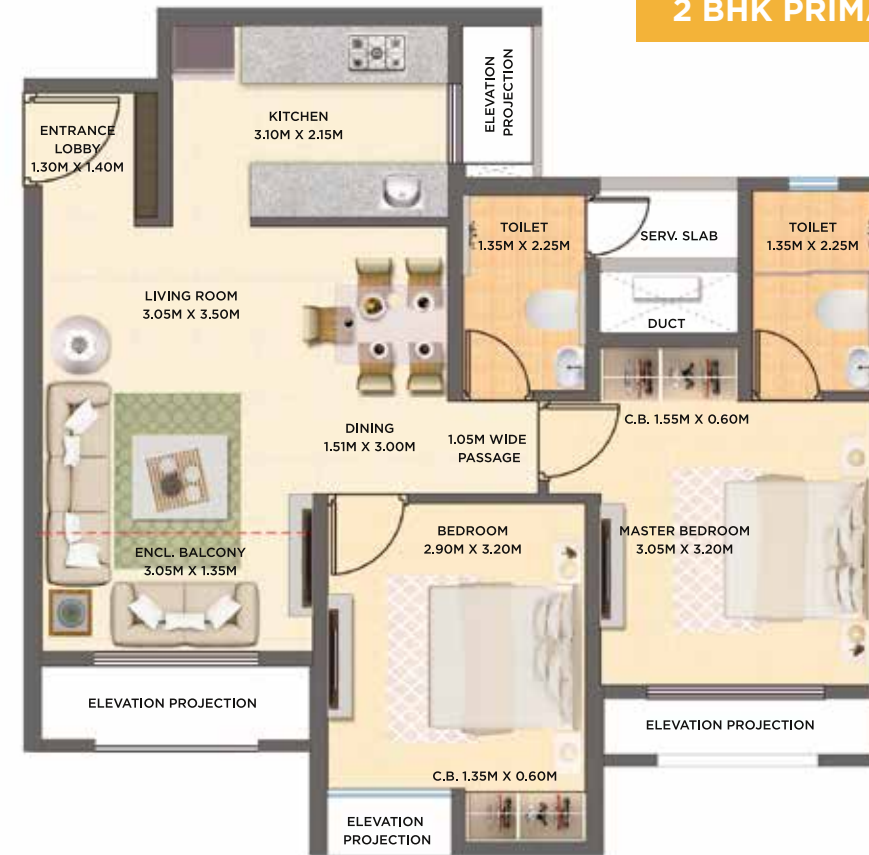 2 BHK PRIMA
ELEVATION
PROJECTION
KITCHEN
3.10M X 2.15M
ENTRANCE
LOBBY
1.30M X 1.40M
TOILET
1.35M X 2.25M
SERV. SLAB
TOILET
1.35M X 2.25M
LIVING ROOM
3.05M X 3.50M
DUCT
C.B. 1.55M X 0.60M
DINING
1.51M X 3.00M
1.05M WIDE
PASSAGE
BEDROOM
2.90M X 3.20M
MASTER BEDROOM
3.05M X 3.20M
ENCL. BALCONY
3.05M X 1.35M
ELEVATION PROJECTION
ELEVATION PROJECTION
C.B. 1.35M X 0.60M
ELEVATION
PROJECTION